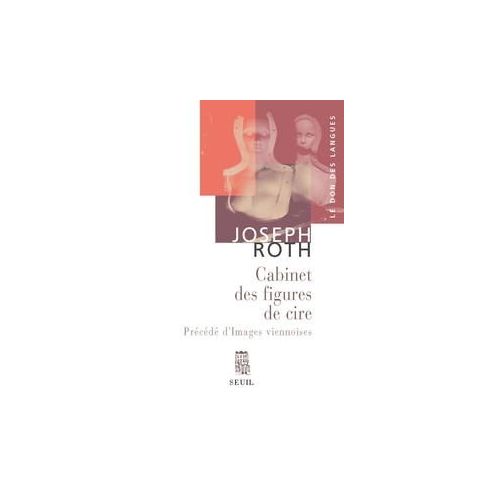 LE DON DES LANGUES
JOSEPH
ROTH
Cabinet
des figures
de cire
Précédé d'Images viennoises
SEUIL